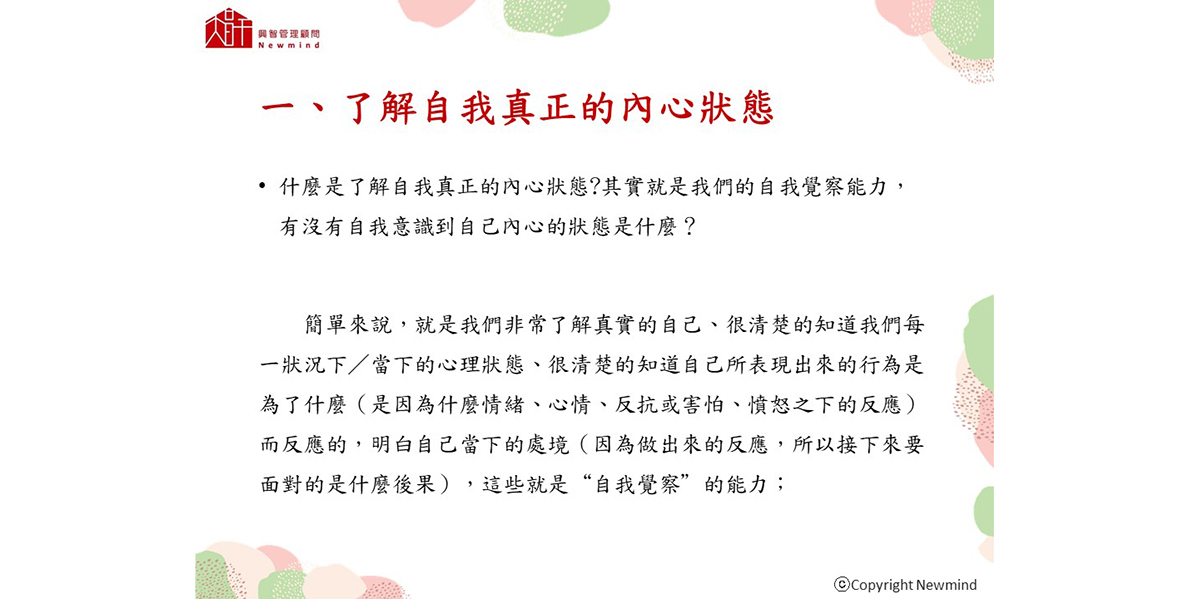 興智管理顧問
Newmind
一、了解自我真正的內心狀態
• 什麼是了解自我真正的內心狀態?其實就是我們的自我覺察能力，
有沒有自我意識到自己內心的狀態是什麼？
簡單來說，就是我們非常了解真實的自己、很清楚的知道我們每
一狀況下／當下的心理狀態、很清楚的知道自己所表現出來的行為是
為了什麼（是因為什麼情緒、心情、反抗或害怕、憤怒之下的反應）
而反應的，明白自己當下的處境（因為做出來的反應，所以接下來要
面對的是什麼後果），這些就是“自我覺察”的能力；
ⓒCopyright Newmind